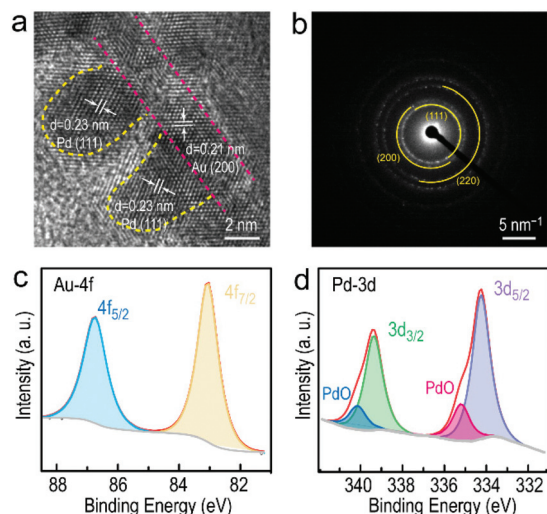 a
d=0.23 nm
Pd (111)
d=0.21 nm
Au (200)
d=0.23 nm
Pd (111)
2 nm
b
(111)
(200)
(220)
5 nm⁻¹
c
Au-4f
4f5/2
4f7/2
Intensity (a. u.)
88 86 84 82
Binding Energy (eV)
d
Pd-3d
3d5/2
3d3/2
PdO
PdO
Intensity (a. u.)
340 338 336 334 332
Binding Energy (eV)